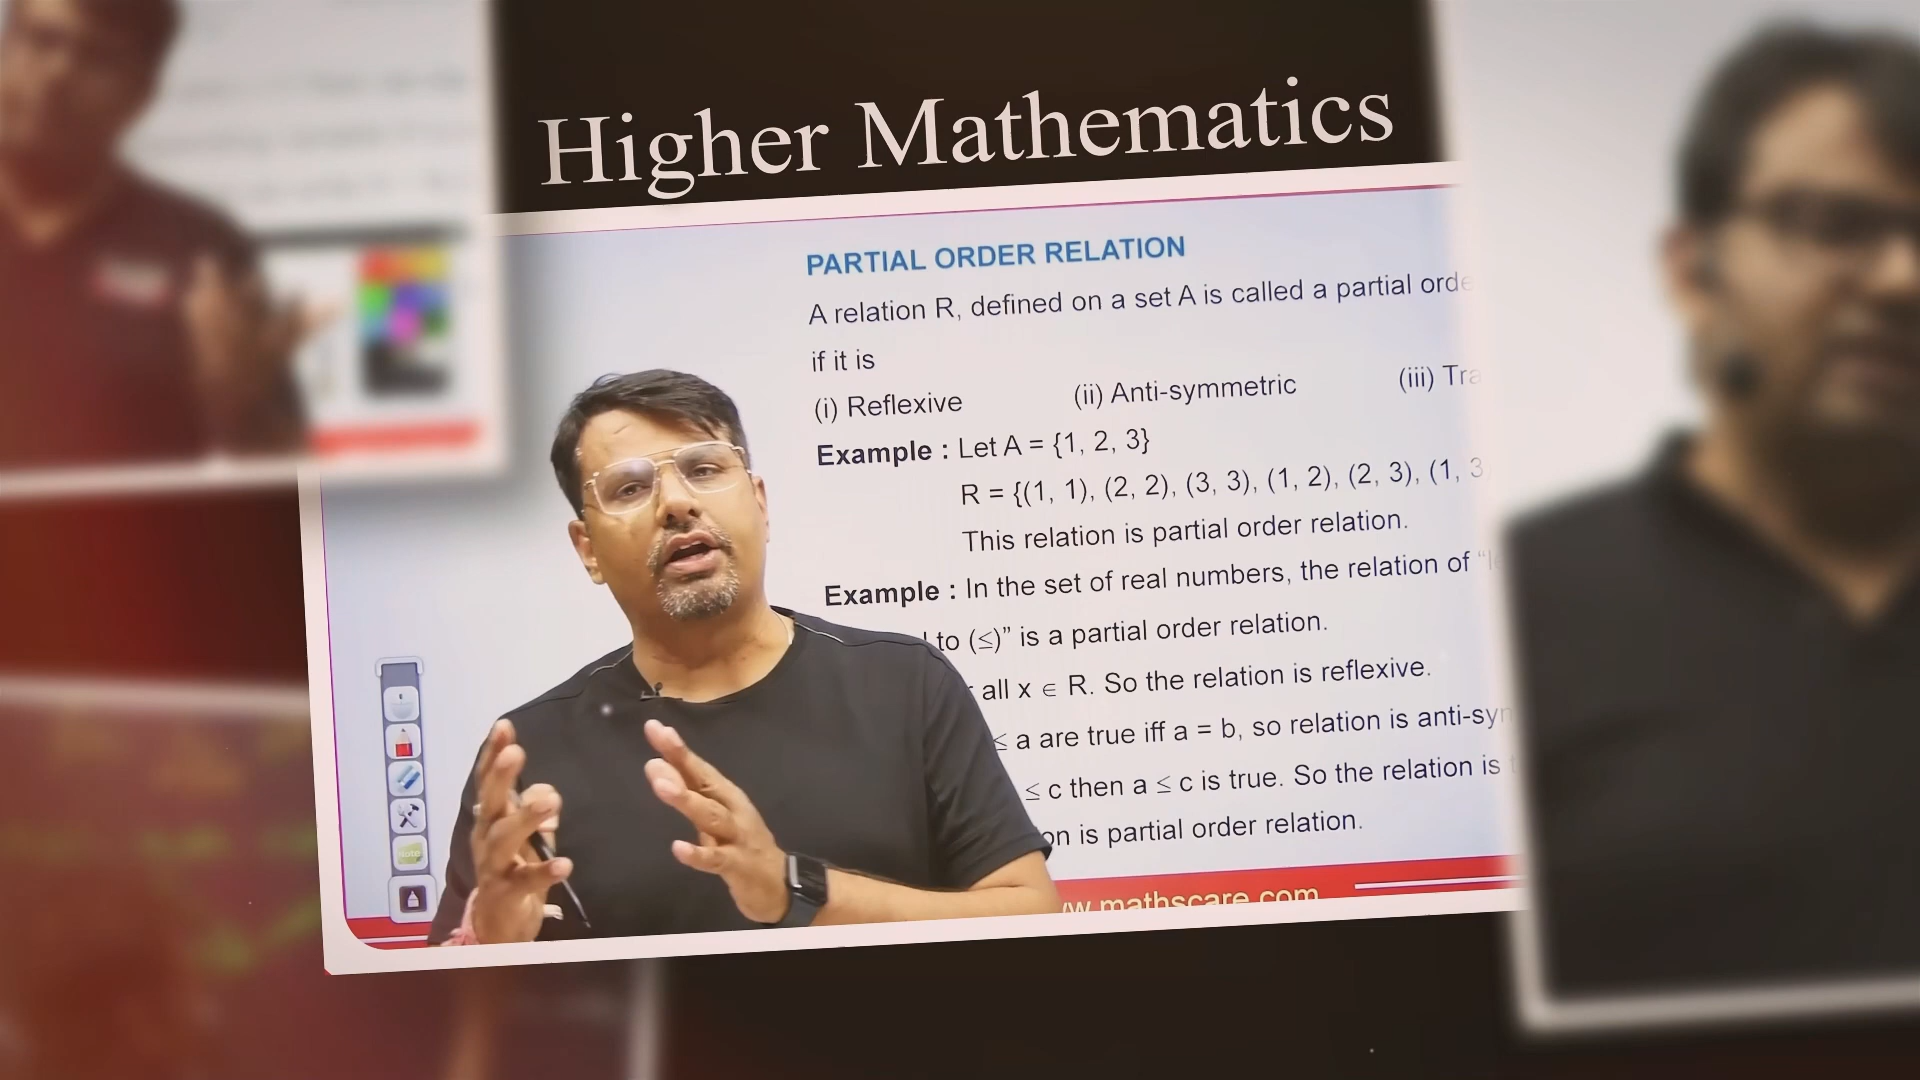 Higher Mathematics
PARTIAL ORDER RELATION
A relation R, defined on a set A is called a partial orde
if it is
(i) Reflexive (ii) Anti-symmetric (iii) Tra
Example : Let A = {1, 2, 3}
R = {(1, 1), (2, 2), (3, 3), (1, 2), (2, 3), (1, 3
This relation is partial order relation.
Example : In the set of real numbers, the relation of "l
to (≤)” is a partial order relation.
all x ∈ R. So the relation is reflexive.
≤ a are true iff a = b, so relation is anti-sy
≤ c then a ≤ c is true. So the relation is
on is partial order relation.
w.mathscare.com
Note